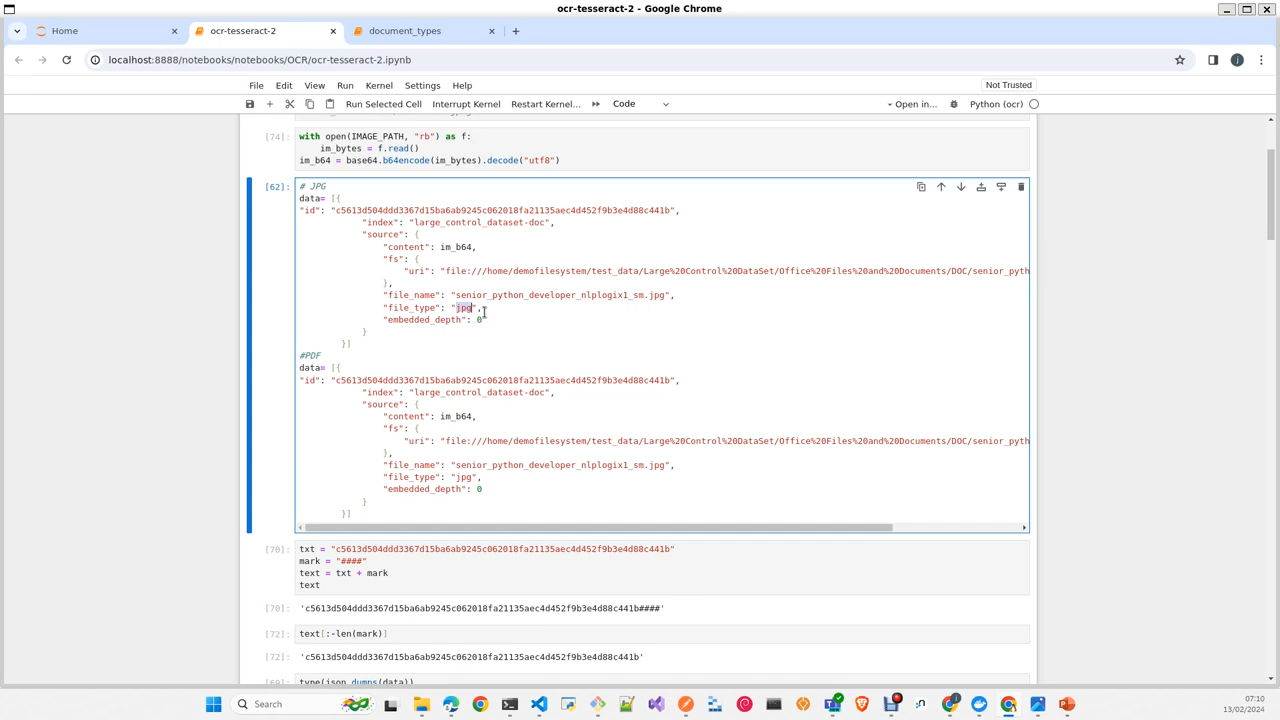 ocr-tesseract-2 - Google Chrome
Home
ocr-tesseract-2
document_types
localhost:8888/notebooks/notebooks/OCR/ocr-tesseract-2.ipynb
File Edit View Run Kernel Settings Help
Not Trusted
Run Selected Cell Interrupt Kernel Restart Kernel... Code Open in... Python (ocr)
[74]: with open(IMAGE_PATH, "rb") as f:
im_bytes = f.read()
im_b64 = base64.b64encode(im_bytes).decode("utf8")
[62]: # JPG
data= [{
"id": "c5613d504ddd3367d15ba6ab9245c062018fa21135aec4d452f9b3e4d88c441b",
"index": "large_control_dataset-doc",
"source": {
"content": im_b64,
"fs": {
"uri": "file:///home/demofilesystem/test_data/Large%20Control%20DataSet/Office%20Files%20and%20Documents/DOC/senior_pyth
},
"file_name": "senior_python_developer_nlplogix1_sm.jpg",
"file_type": "jpg",
"embedded_depth": 0
}
}]
#PDF
data= [{
"id": "c5613d504ddd3367d15ba6ab9245c062018fa21135aec4d452f9b3e4d88c441b",
"index": "large_control_dataset-doc",
"source": {
"content": im_b64,
"fs": {
"uri": "file:///home/demofilesystem/test_data/Large%20Control%20DataSet/Office%20Files%20and%20Documents/DOC/senior_pyth
},
"file_name": "senior_python_developer_nlplogix1_sm.jpg",
"file_type": "jpg",
"embedded_depth": 0
}
}]
[70]: txt = "c5613d504ddd3367d15ba6ab9245c062018fa21135aec4d452f9b3e4d88c441b"
mark = "####"
text = txt + mark
text
[70]: 'c5613d504ddd3367d15ba6ab9245c062018fa21135aec4d452f9b3e4d88c441b####'
[72]: text[:-len(mark)]
[72]: 'c5613d504ddd3367d15ba6ab9245c062018fa21135aec4d452f9b3e4d88c441b'
[69]: type(json.dumps(data))
Search
07:10
13/02/2024